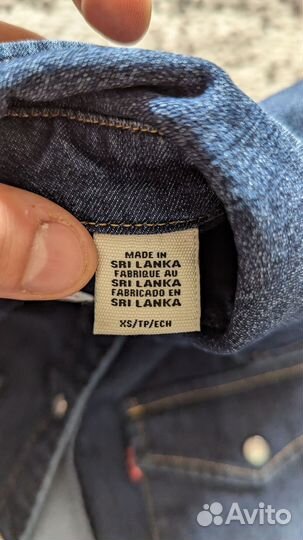 MADE IN
SRI LANKA
FABRIQUE AU
SRI LANKA
FABRICADO EN
SRI LANKA
XS/TP/ECH
Avito